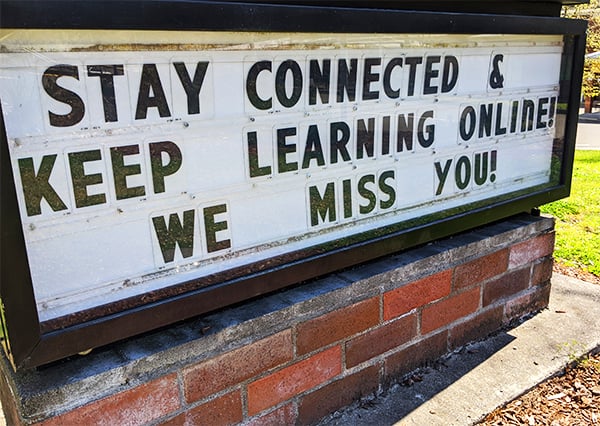 STAY CONNECTED &
KEEP LEARNING ONLINE!
WE MISS YOU!